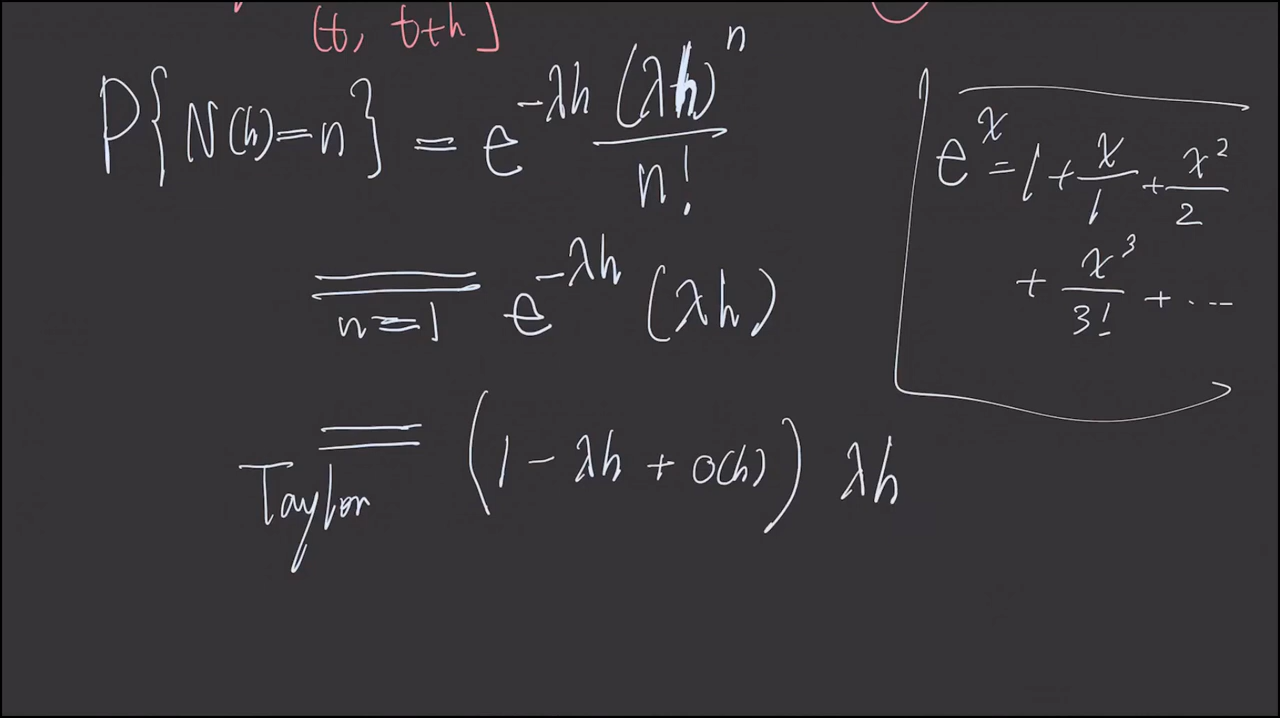 (t, t+h]
P{N(h)=n} = e^{-λh} (λh)^n / n!
n=1 e^{-λh} (λh)
Taylor = (1 - λh + o(h)) λh
e^x = 1 + x/1 + x^2/2
+ x^3/3! + ...